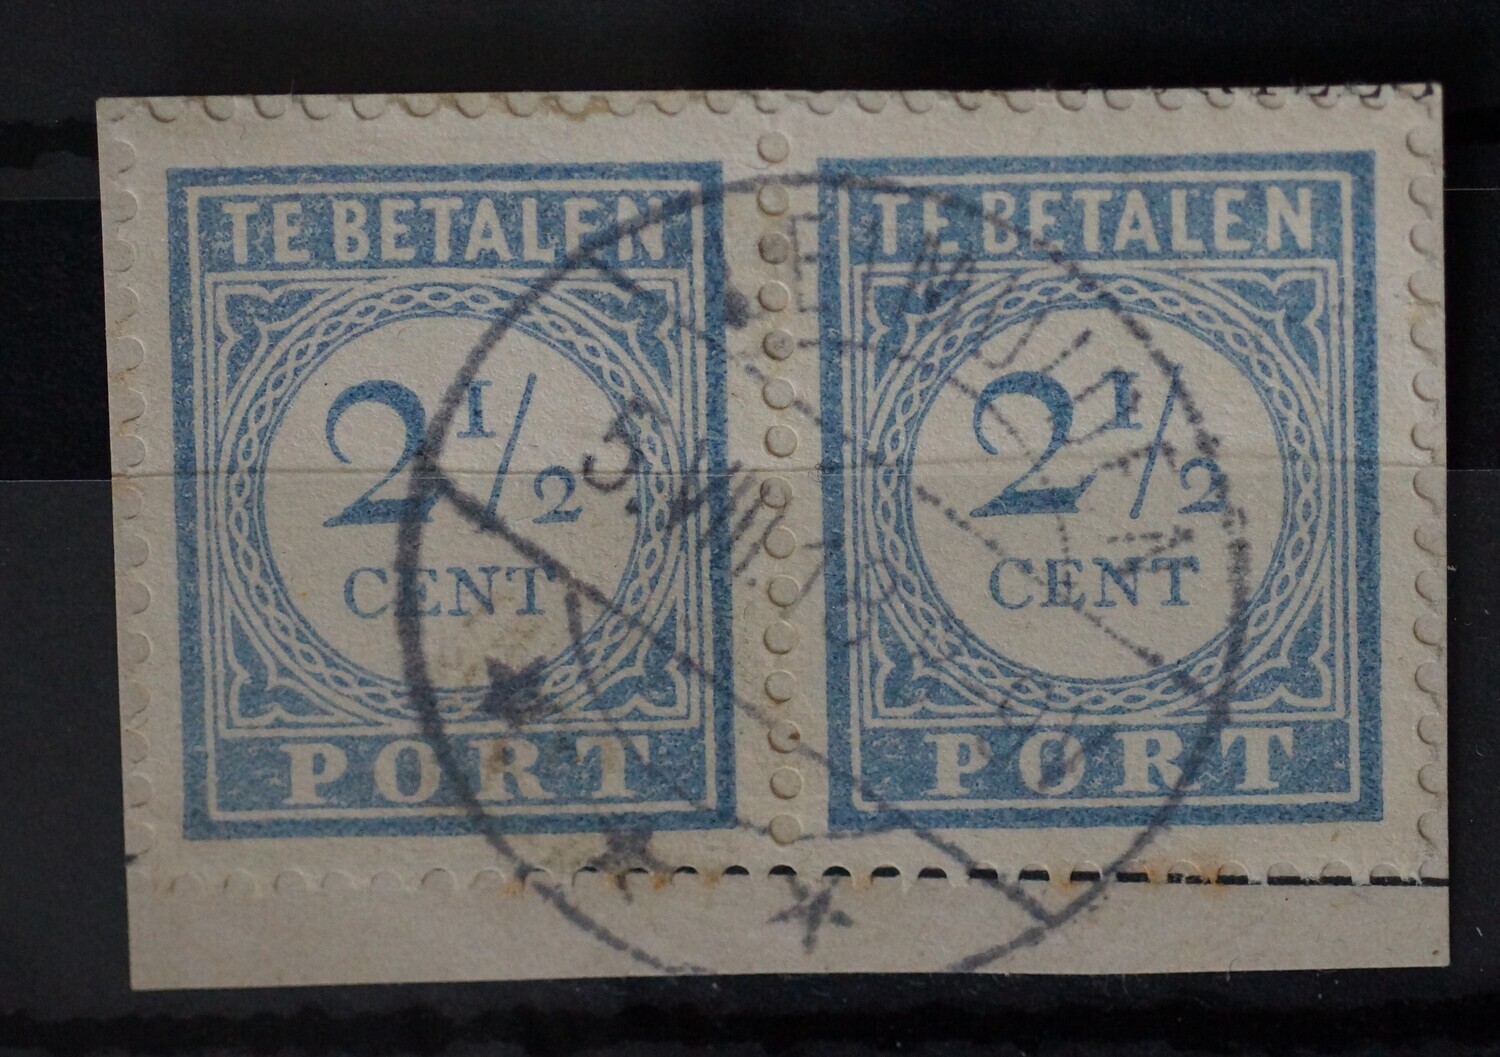 TE BETALEN
2 1/2
CENT
PORT
TE BETALEN
2 1/2
CENT
PORT